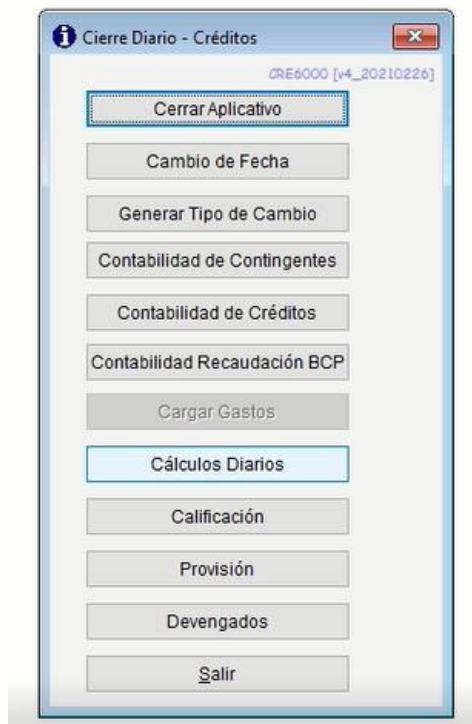 Cierre Diario - Créditos
CRE6000 [v4_20210226]
Cerrar Aplicativo
Cambio de Fecha
Generar Tipo de Cambio
Contabilidad de Contingentes
Contabilidad de Créditos
Contabilidad Recaudación BCP
Cargar Gastos
Cálculos Diarios
Calificación
Provisión
Devengados
Salir